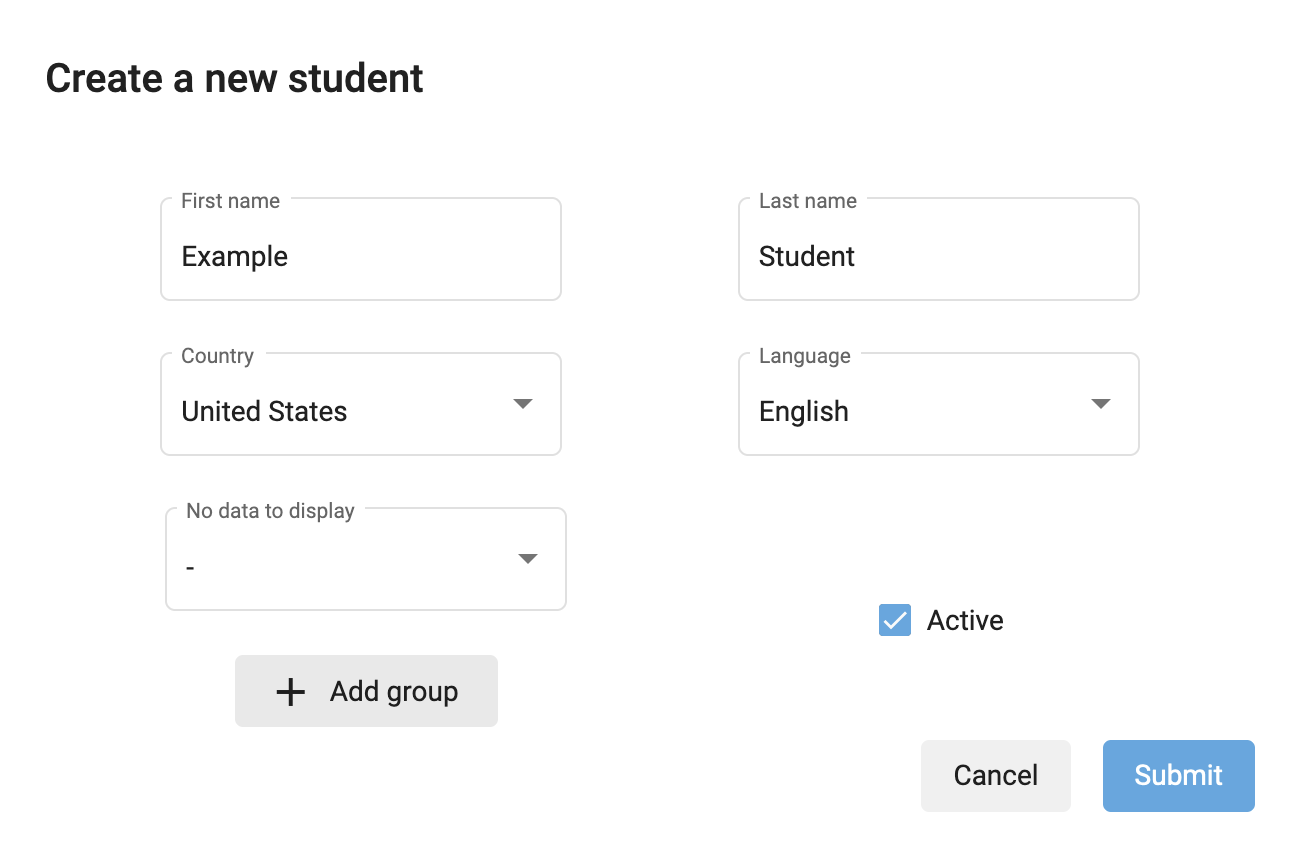 Create a new student
First name
Example
Last name
Student
Country
United States
Language
English
No data to display
-
Active
Add group
Cancel
Submit